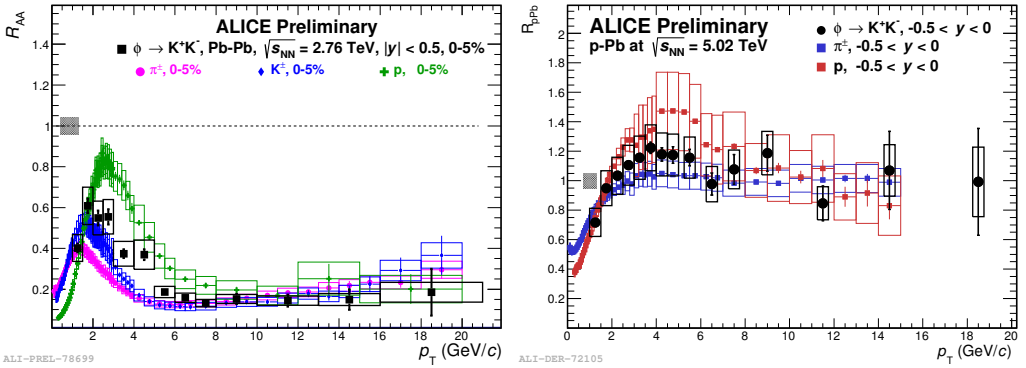 ALICE Preliminary
ϕ → K⁺K⁻, Pb-Pb, √s_NN = 2.76 TeV, |y| < 0.5, 0-5%
π±, 0-5% K±, 0-5% p, 0-5%
R_AA
1.4
1.2
1
0.8
0.6
0.4
0.2
2 4 6 8 10 12 14 16 18 20
p_T (GeV/c)
ALI-PREL-78699
ALICE Preliminary
p-Pb at √s_NN = 5.02 TeV
ϕ → K⁺K⁻, -0.5 < y < 0
π±, -0.5 < y < 0
p, -0.5 < y < 0
R_pPb
2
1.8
1.6
1.4
1.2
1
0.8
0.6
0.4
0.2
0 2 4 6 8 10 12 14 16 18 20
p_T (GeV/c)
ALI-DER-72105